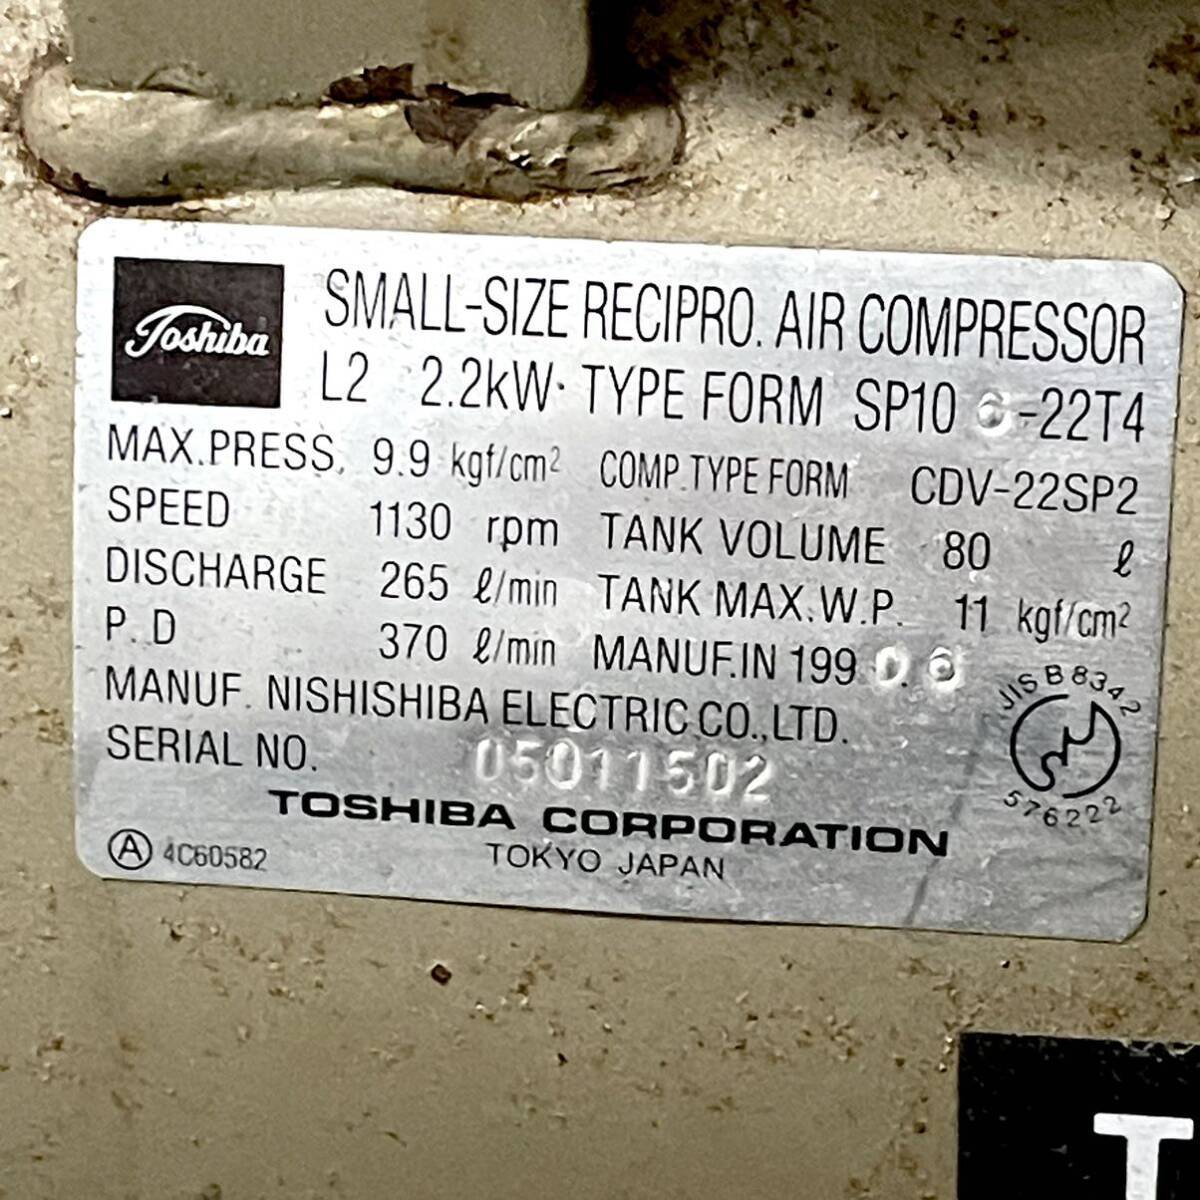 Toshiba
SMALL-SIZE RECIPRO. AIR COMPRESSOR
L2 2.2kW· TYPE FORM SP10 6 -22T4
MAX.PRESS. 9.9 kgf/cm² COMP.TYPE FORM CDV-22SP2
SPEED 1130 rpm TANK VOLUME 80 ℓ
DISCHARGE 265 ℓ/min TANK MAX.W.P. 11 kgf/cm²
P.D 370 ℓ/min MANUF.IN 199 0. 6
MANUF. NISHISHIBA ELECTRIC CO.,LTD.
JIS B 8342
576222
SERIAL NO. 05011502
TOSHIBA CORPORATION
Ⓐ 4C60582 TOKYO JAPAN
T